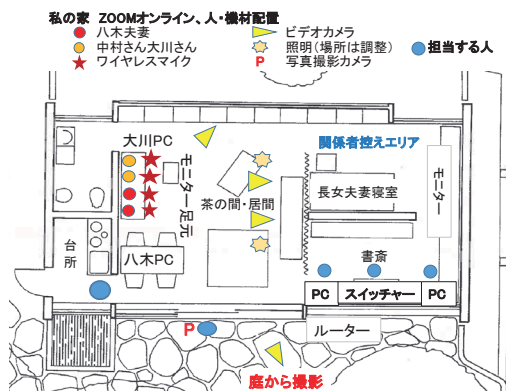 私の家 ZOOMオンライン、人・機材配置
八木夫妻
中村さん大川さん
ワイヤレスマイク
ビデオカメラ
照明(場所は調整)
P 写真撮影カメラ
担当する人
大川PC
モニター足元
茶の間・居間
八木PC
台所
関係者控えエリア
長女夫妻寝室
モニター
書斎
PC
スイッチャー
PC
P
ルーター
庭から撮影